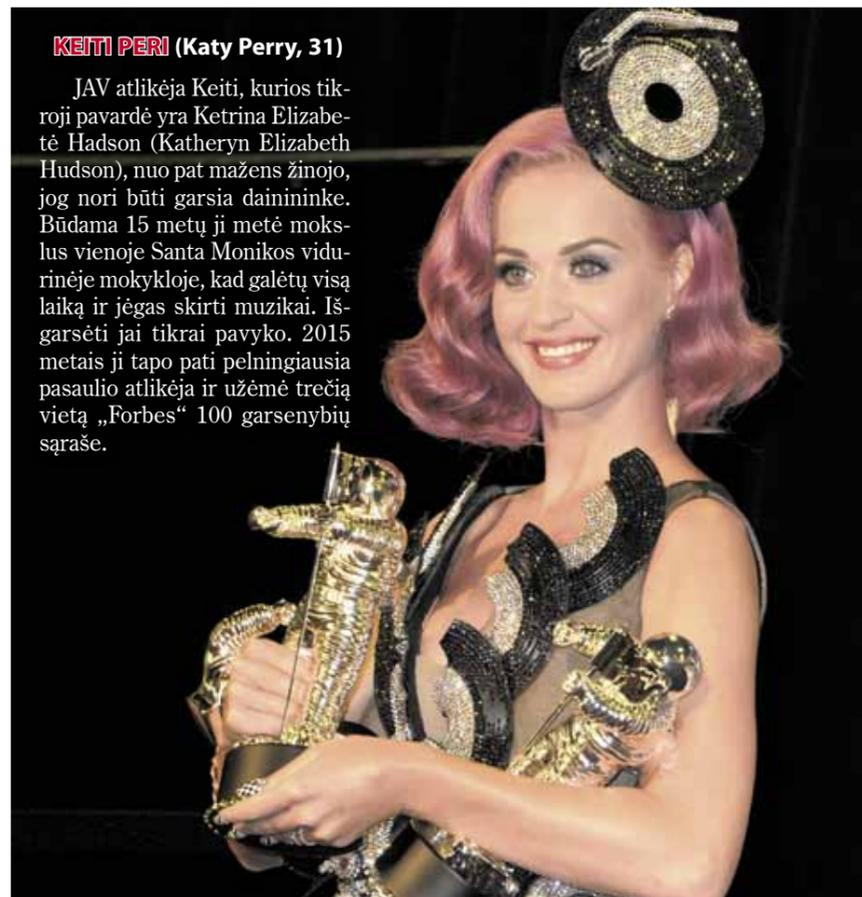 KEITI PERI (Katy Perry, 31)
JAV atlikėja Keiti, kurios tik-
roji pavardė yra Ketrina Elizabe-
tė Hadson (Katheryn Elizabeth
Hudson), nuo pat mažens žinojo,
jog nori būti garsia dainininke.
Būdama 15 metų ji metė moks-
lus vienoje Santa Monikos vidu-
rinėje mokykloje, kad galėtų visą
laiką ir jėgas skirti muzikai. Iš-
garsėti jai tikrai pavyko. 2015
metais ji tapo pati pelningiausia
pasaulio atlikėja ir užėmė trečią
vietą „Forbes“ 100 garsenybių
sąraše.